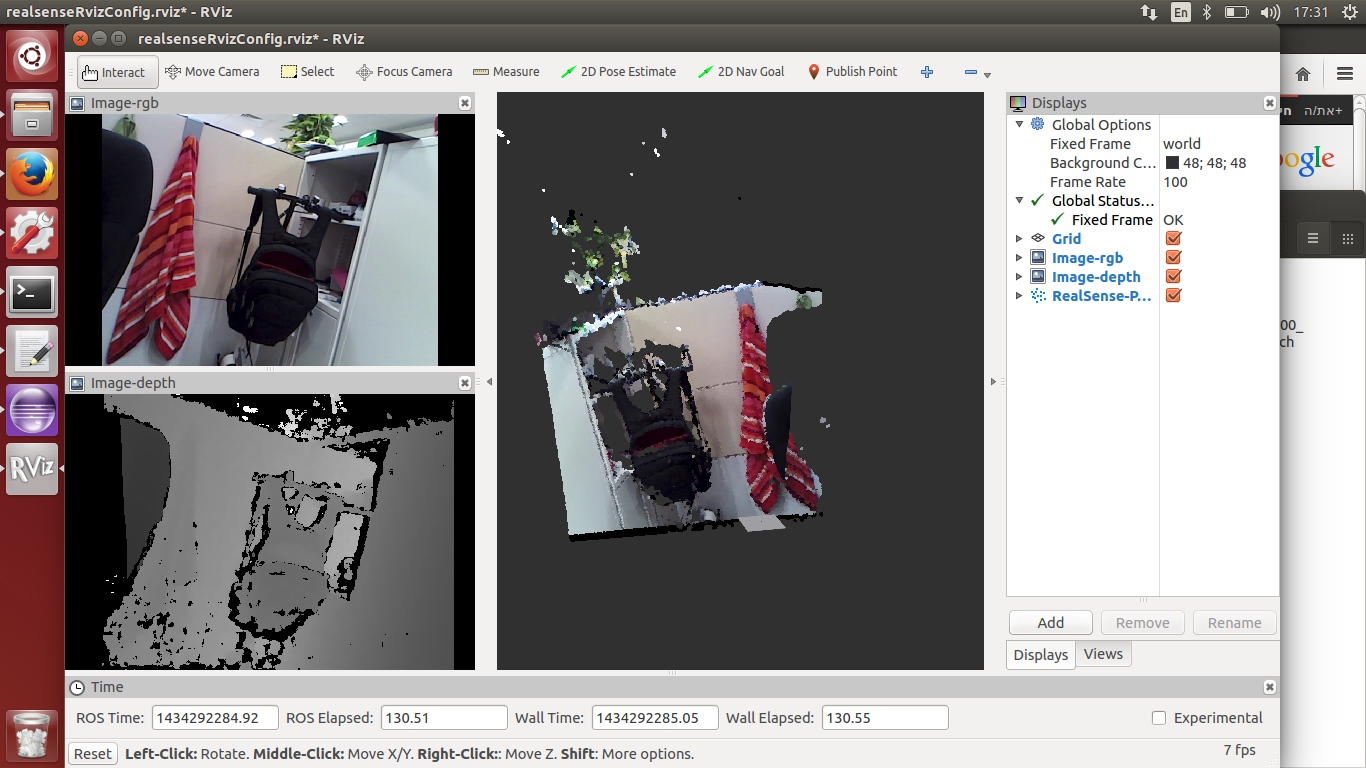 realsenseRvizConfig.rviz* - RViz
En
17:31
realsenseRvizConfig.rviz* - RViz
Interact
Move Camera
Select
Focus Camera
Measure
2D Pose Estimate
2D Nav Goal
Publish Point
Image-rgb
Image-depth
Displays
Global Options
Fixed Frame world
Background C... 48; 48; 48
Frame Rate 100
Global Status...
Fixed Frame OK
Grid
Image-rgb
Image-depth
RealSense-P...
Add Remove Rename
Displays Views
+את/ה
ogle
00_
ch
RViz
Time
ROS Time: 1434292284.92 ROS Elapsed: 130.51 Wall Time: 1434292285.05 Wall Elapsed: 130.55 Experimental
Reset Left-Click: Rotate. Middle-Click: Move X/Y. Right-Click:: Move Z. Shift: More options. 7 fps